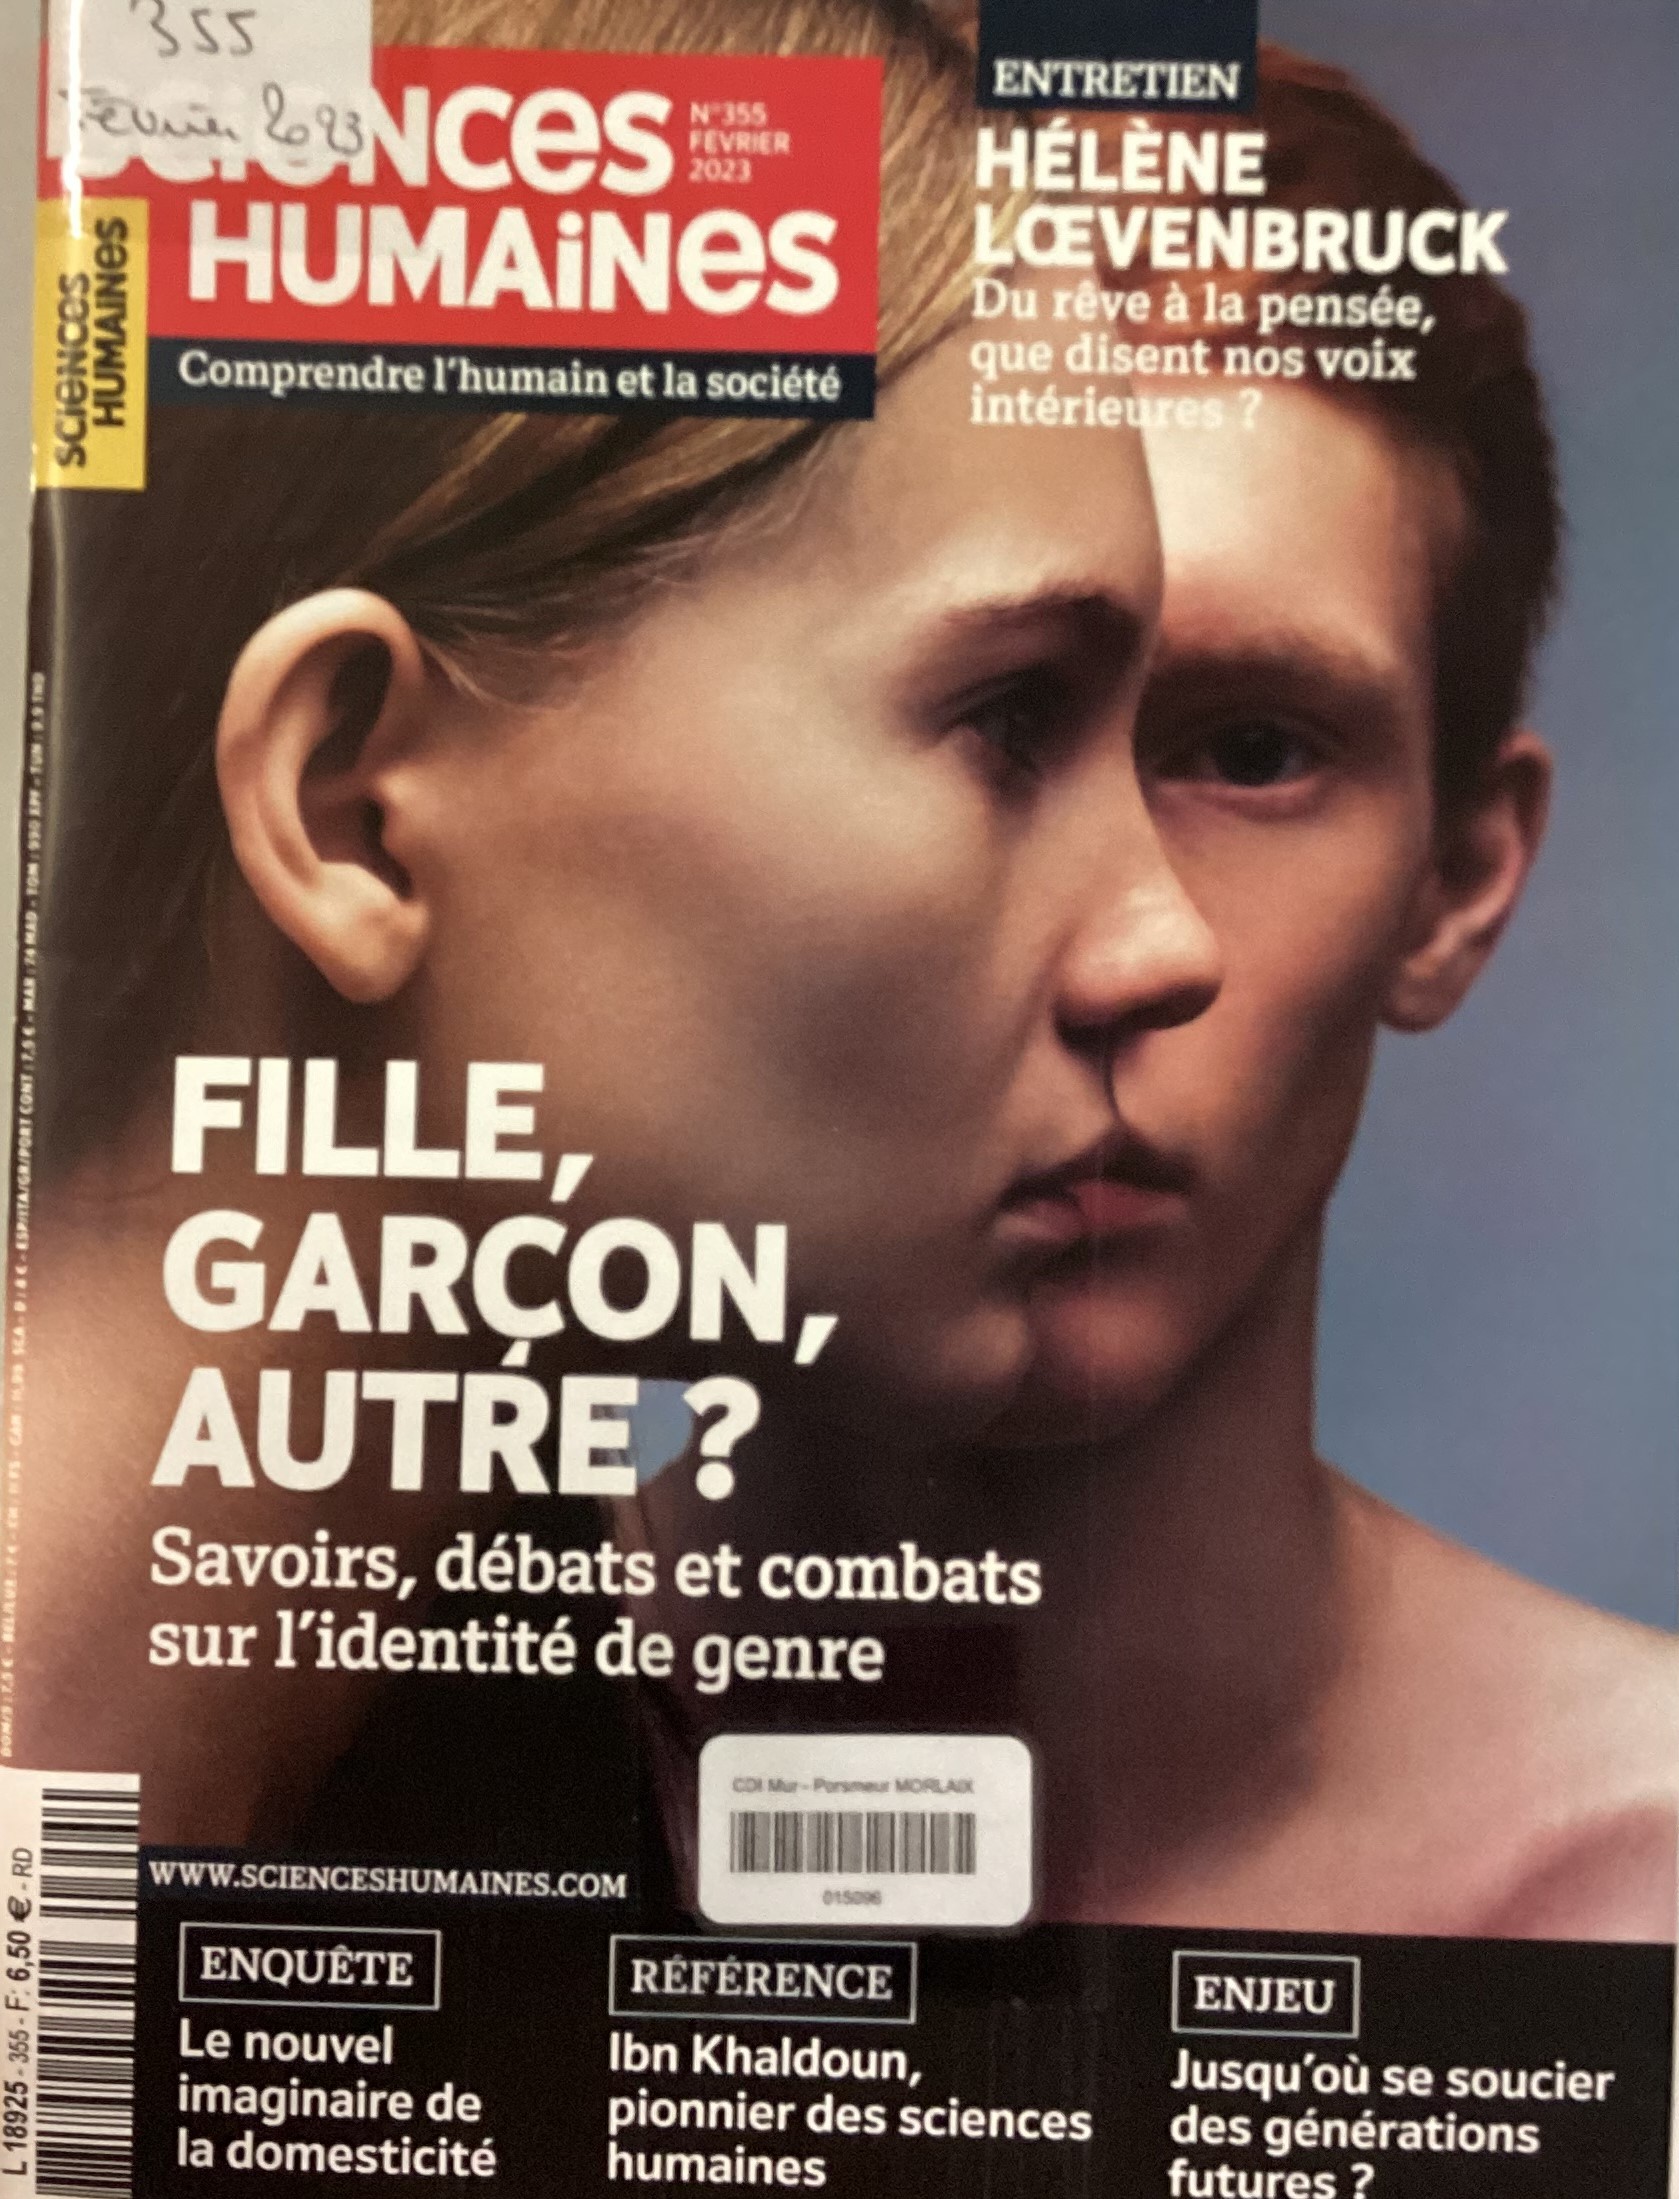 355
Février 2023
SCIENCES
HUMAiNES
N°355
FÉVRIER
2023
Comprendre l'humain et la société
SCIENCES
HUMAINES
ENTRETIEN
HÉLÈNE
LŒVENBRUCK
Du rêve à la pensée,
que disent nos voix
intérieures ?
FILLE,
GARÇON,
AUTRE ?
Savoirs, débats et combats
sur l'identité de genre
CDI Mur - Porsmeur MORLAIX
015096
WWW.SCIENCESHUMAINES.COM
L 18925 - 355 - F: 6,50 € - RD
ENQUÊTE
Le nouvel
imaginaire de
la domesticité
RÉFÉRENCE
Ibn Khaldoun,
pionnier des sciences
humaines
ENJEU
Jusqu'où se soucier
des générations
futures ?